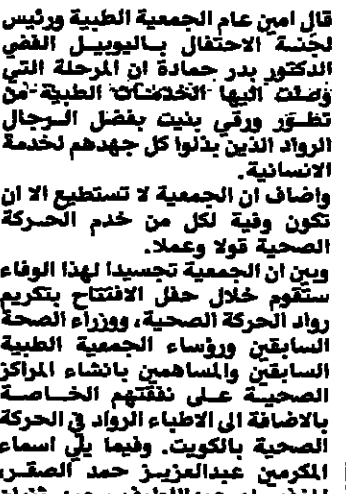 قال امين عام الجمعية الطبية ورئيس
لجنة الاحتفال باليوبيل الفضي
الدكتور بدر حمادة ان المرحلة التي
وصلت اليها الخدمات الطبية من
تطور ورقي بنيت بفضل الرجال
الرواد الذين بذلوا كل جهدهم لخدمة
الانسانية.
واضاف ان الجمعية لا تستطيع الا ان
تكون وفية لكل من خدم الحركة
الصحية قولا وعملا.
وبين ان الجمعية تجسيدا لهذا الوفاء
ستقوم خلال حفل الافتتاح بتكريم
رواد الحركة الصحية، ووزراء الصحة
السابقين ورؤساء الجمعية الطبية
السابقين والمساهمين بانشاء المراكز
الصحية على نفقتهم الخاصة
بالاضافة الى الاطباء الرواد في الحركة
الصحية بالكويت. وفيما يلي اسماء
المكرمين عبدالعزيز حمد الصقر،